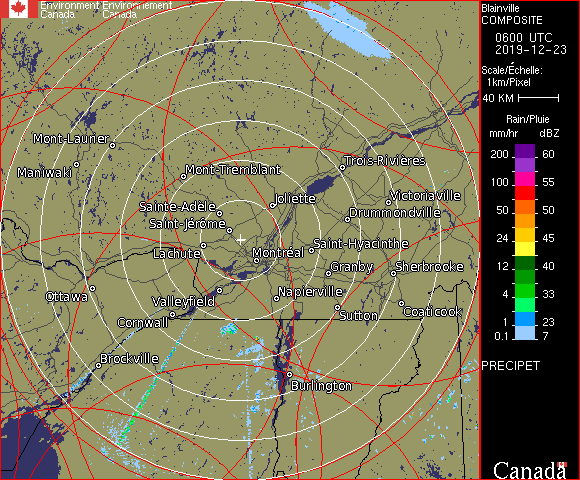 Environment Environnement
Canada Canada
Blainville
COMPOSITE
0600 UTC
2019-12-23
Scale/Échelle:
1km/Pixel
40 KM
Rain/Pluie
mm/hr dBZ
200 60
100 55
50 50
24 45
12 40
4 33
1 23
0.1 7
PRECIPET
Canada
Mont-Laurier
Maniwaki
Mont-Tremblant
Trois-Rivières
Joliette
Victoriaville
Sainte-Adèle
Drummondville
Saint-Jérôme
Lachute
Montréal
Saint-Hyacinthe
Granby
Sherbrooke
Ottawa
Valleyfield
Napierville
Cornwall
Sutton
Coaticook
Brockville
Burlington